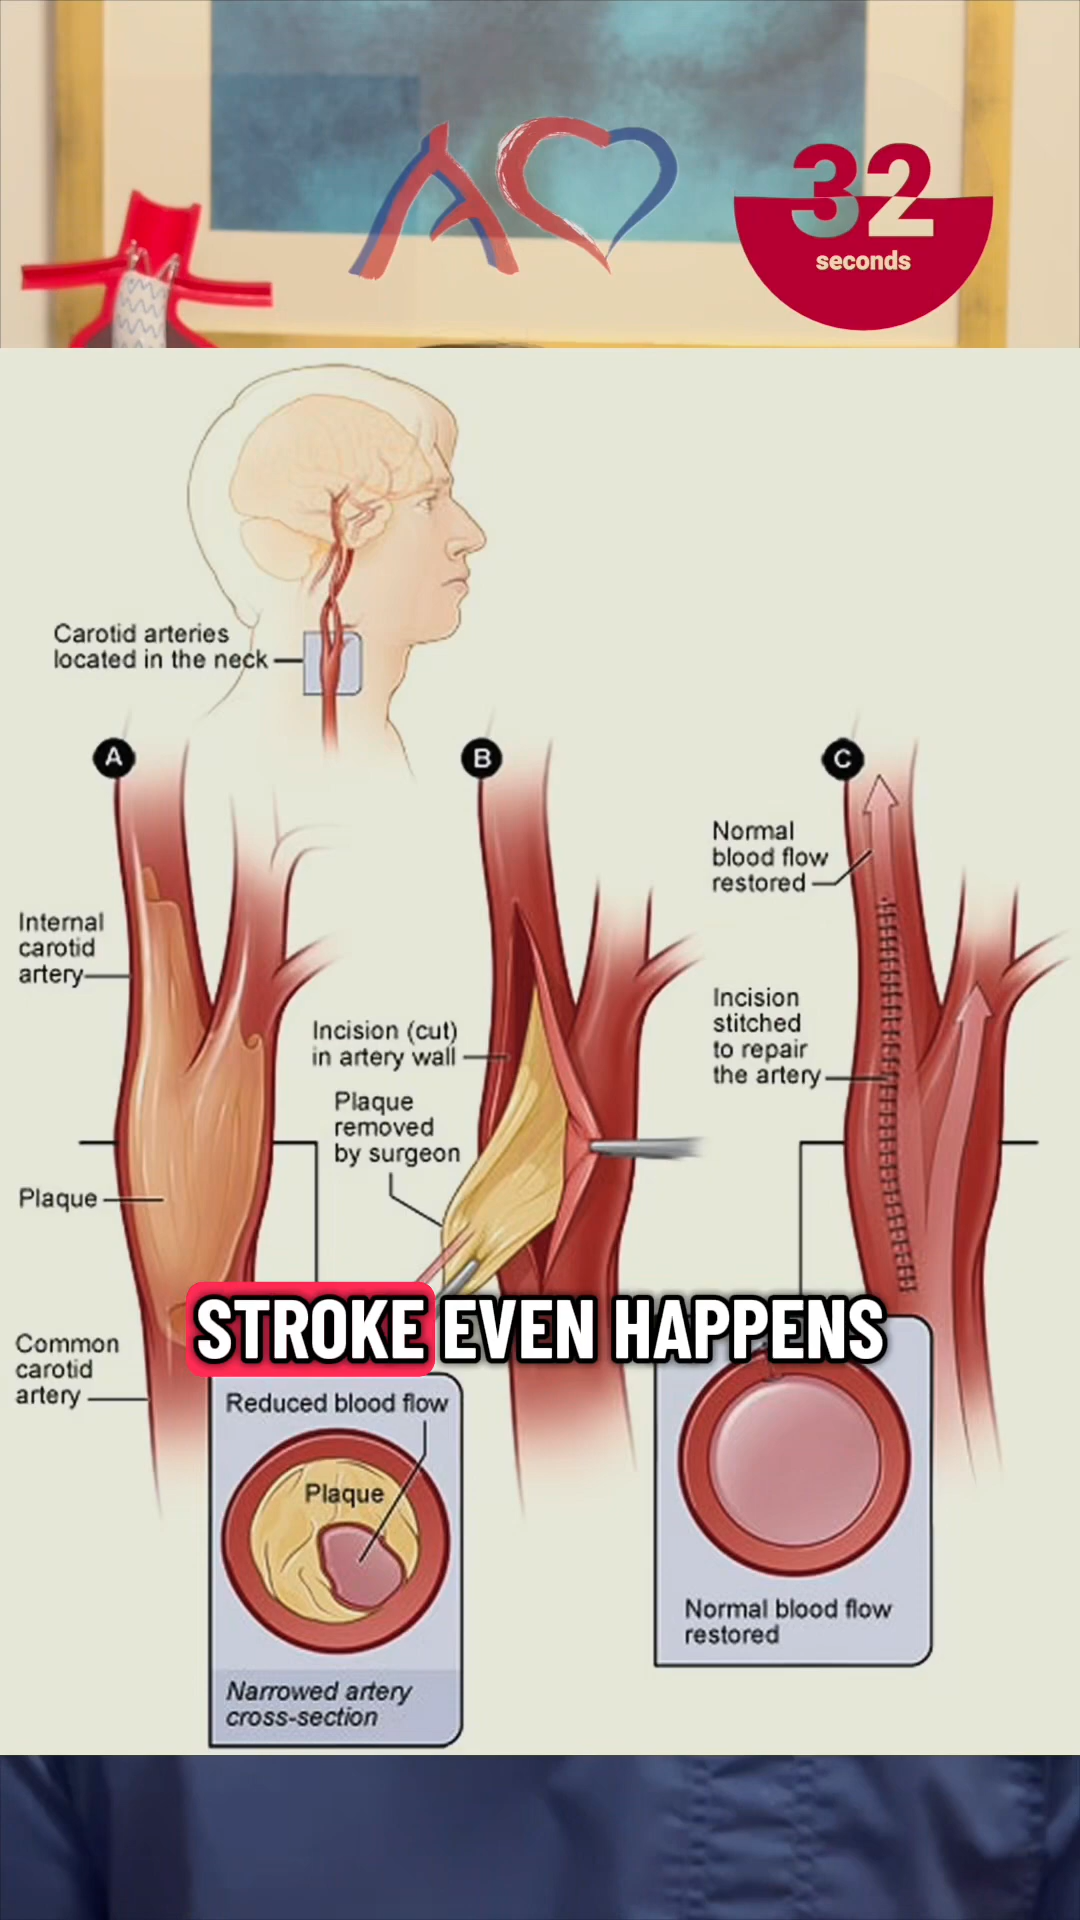 32
seconds
Carotid arteries
located in the neck
A
B
C
Normal
blood flow
restored
Internal
carotid
artery
Incision (cut)
in artery wall
Incision
stitched
to repair
the artery
Plaque
removed
by surgeon
Plaque
STROKE EVEN HAPPENS
Common
carotid
artery
Reduced blood flow
Plaque
Narrowed artery
cross-section
Normal blood flow
restored